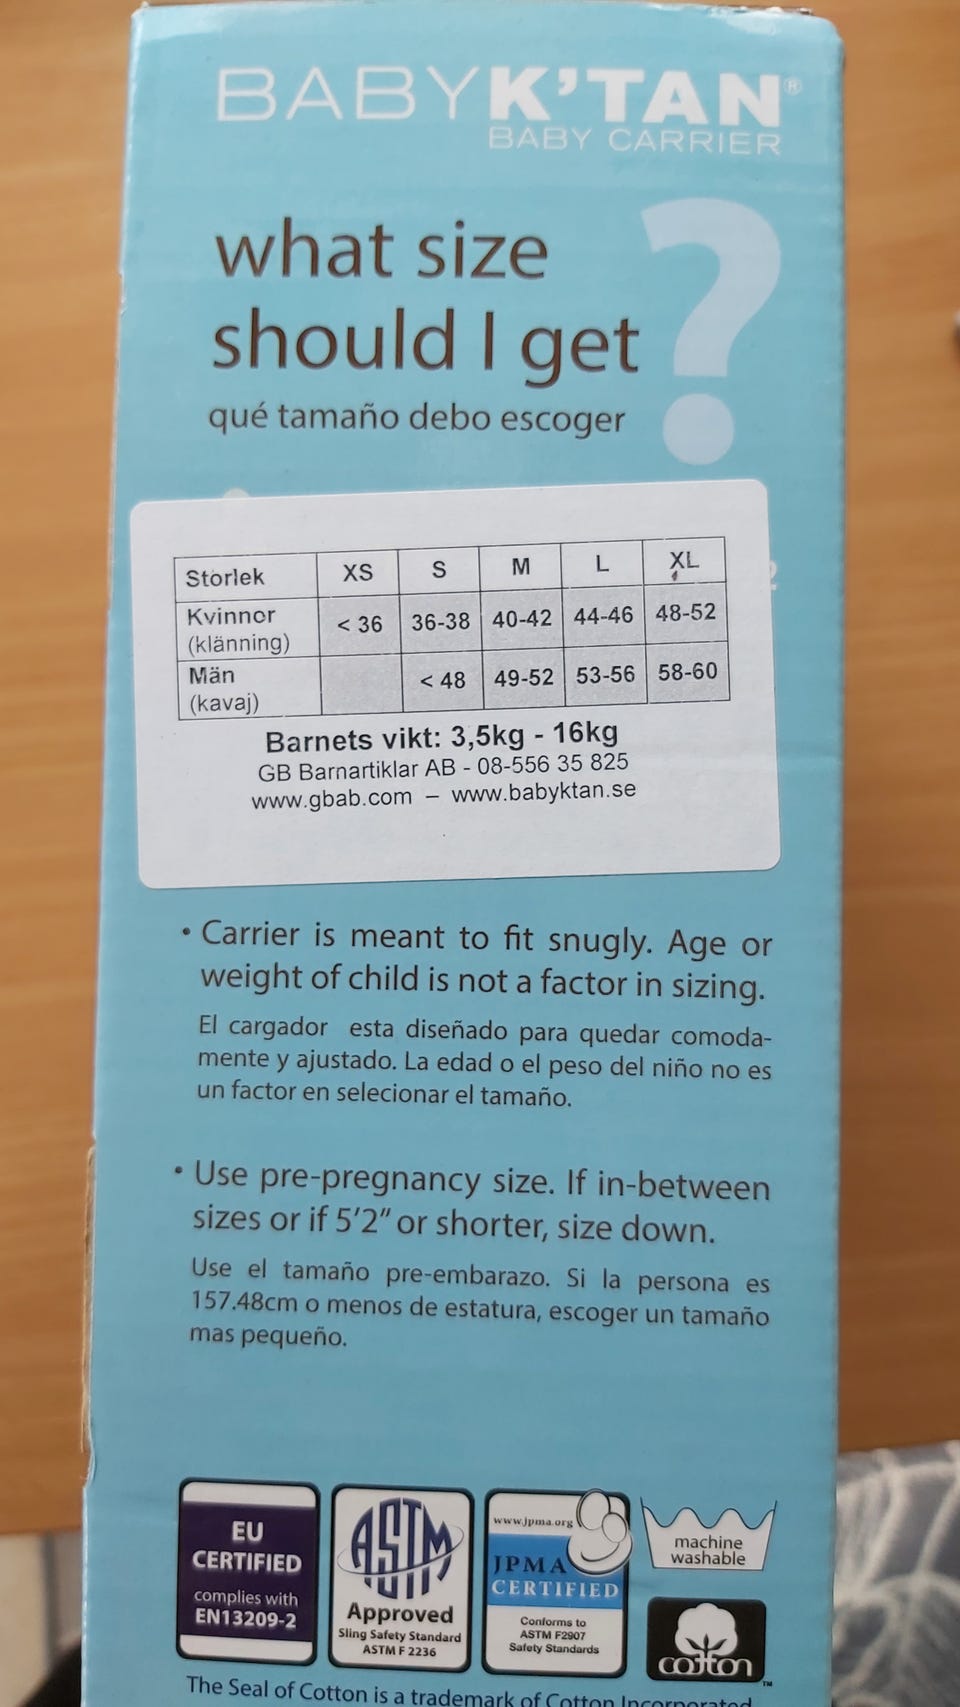 BABYK'TAN®
BABY CARRIER
what size
should I get
?
qué tamaño debo escoger
Storlek XS S M L XL
Kvinnor (klänning) < 36 36-38 40-42 44-46 48-52
Män (kavaj) < 48 49-52 53-56 58-60
Barnets vikt: 3,5kg - 16kg
GB Barnartiklar AB - 08-556 35 825
www.gbab.com – www.babyktan.se
• Carrier is meant to fit snugly. Age or
weight of child is not a factor in sizing.
El cargador esta diseñado para quedar comoda-
mente y ajustado. La edad o el peso del niño no es
un factor en selecionar el tamaño.
• Use pre-pregnancy size. If in-between
sizes or if 5'2" or shorter, size down.
Use el tamaño pre-embarazo. Si la persona es
157.48cm o menos de estatura, escoger un tamaño
mas pequeño.
EU
CERTIFIED
complies with
EN13209-2
ASTM
Approved
Sling Safety Standard
ASTM F 2236
www.jpma.org
JPMA
CERTIFIED
Conforms to
ASTM F2907
Safety Standards
machine
washable
cotton
TM
The Seal of Cotton is a trademark of Cotton Incorporated